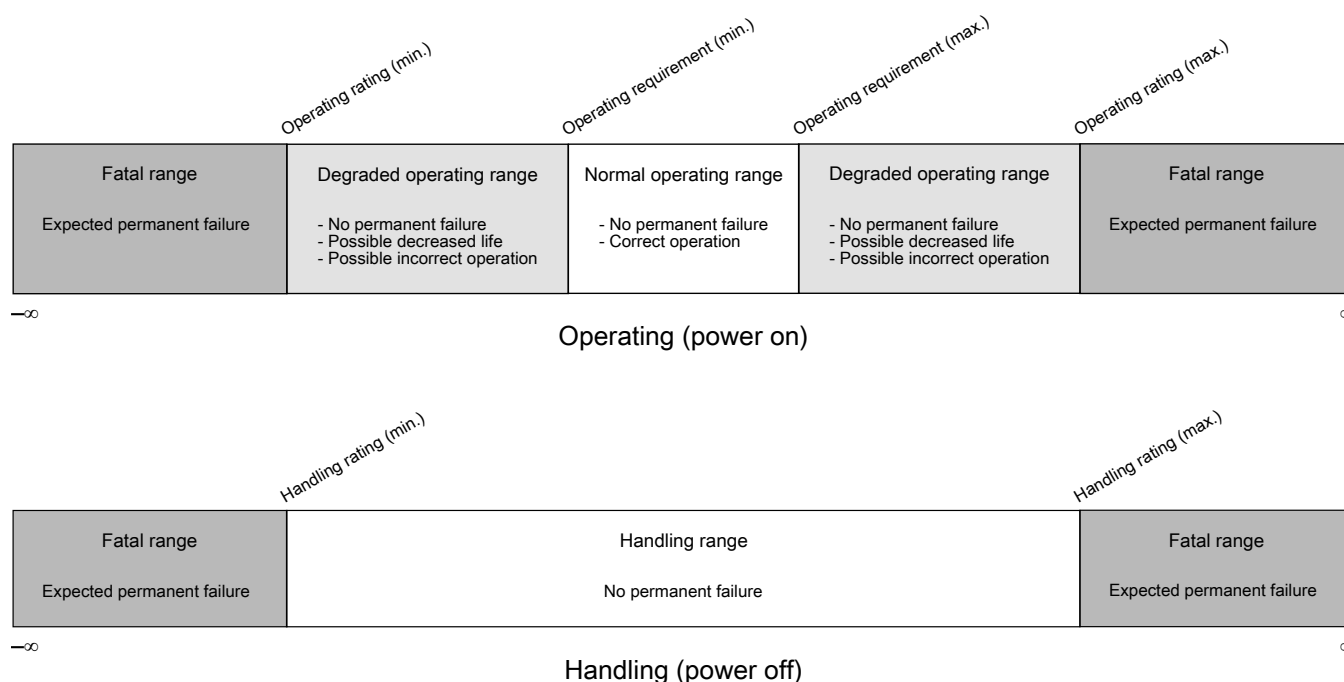 Operating rating (min.)
Operating requirement (min.)
Operating requirement (max.)
Operating rating (max.)
Fatal range
Expected permanent failure
Degraded operating range
- No permanent failure
- Possible decreased life
- Possible incorrect operation
Normal operating range
- No permanent failure
- Correct operation
Degraded operating range
- No permanent failure
- Possible decreased life
- Possible incorrect operation
Fatal range
Expected permanent failure
–∞
Operating (power on)
Handling rating (min.)
Handling rating (max.)
Fatal range
Expected permanent failure
Handling range
No permanent failure
Fatal range
Expected permanent failure
–∞
Handling (power off)